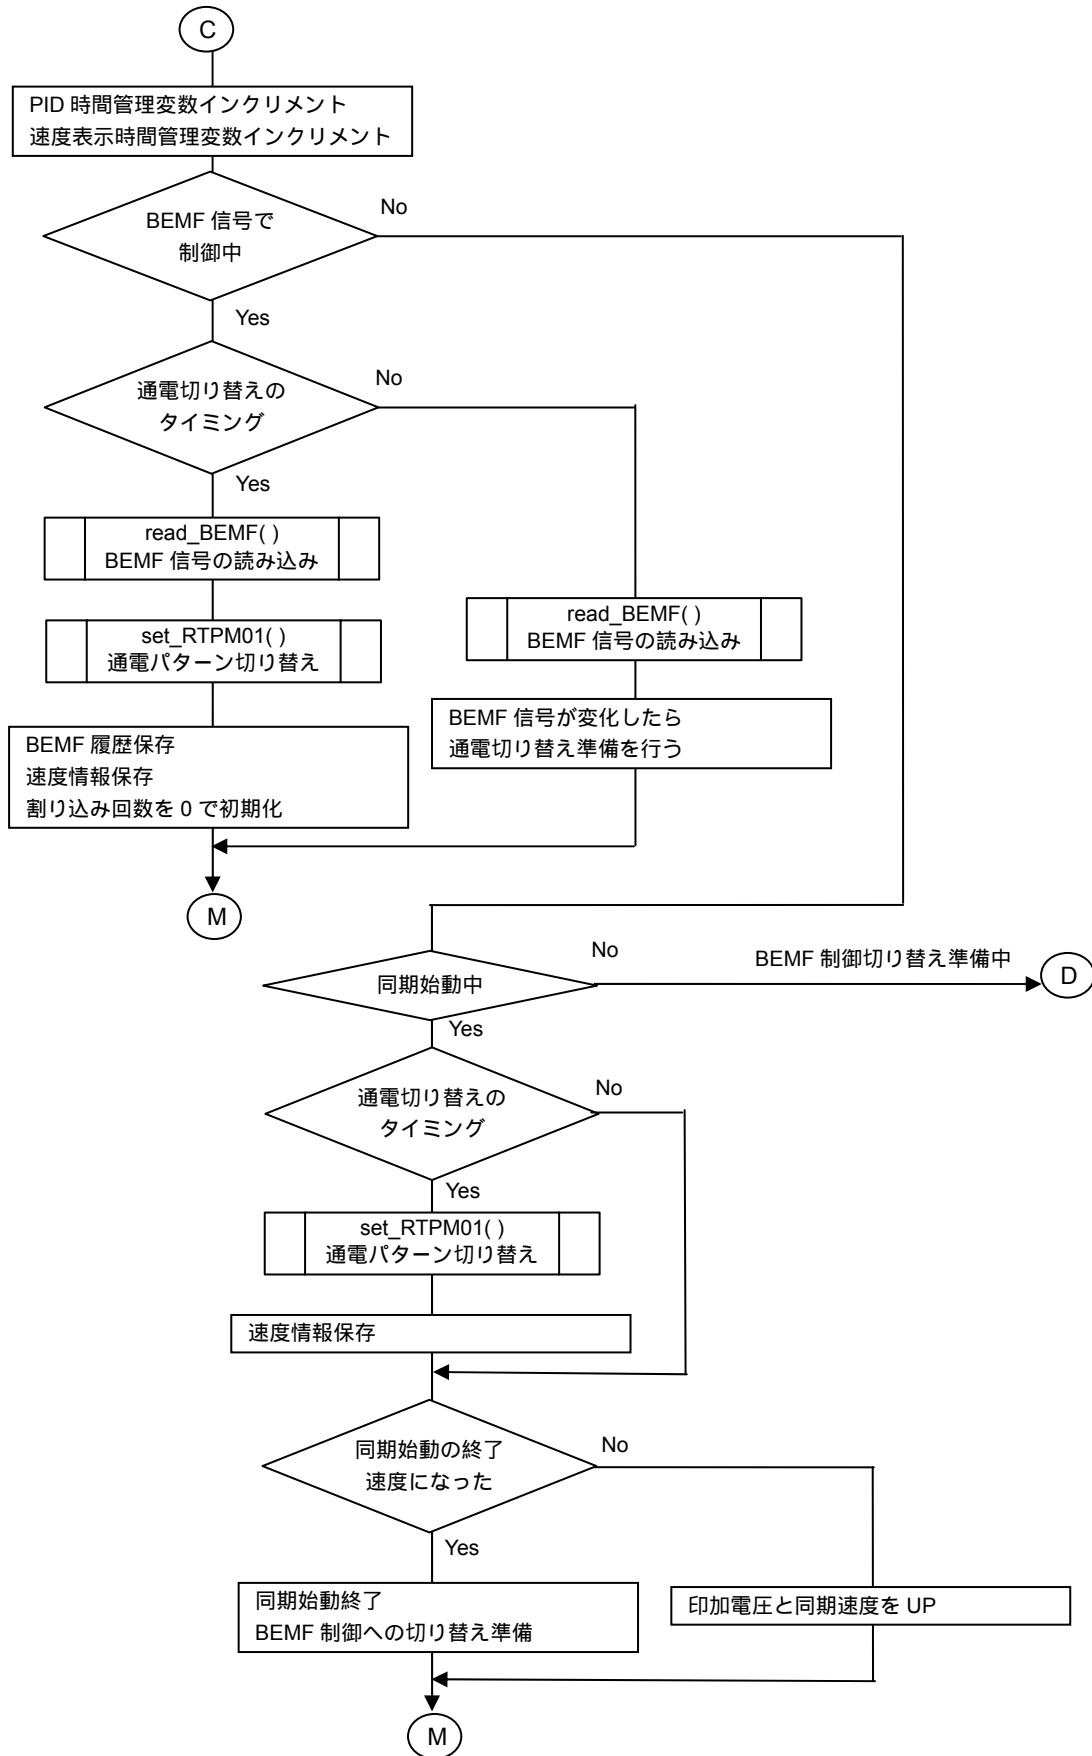 C
PID 時間管理変数インクリメント
速度表示時間管理変数インクリメント
BEMF 信号で
制御中
No
Yes
通電切り替えの
タイミング
No
Yes
read_BEMF( )
BEMF 信号の読み込み
set_RTPM01( )
通電パターン切り替え
read_BEMF( )
BEMF 信号の読み込み
BEMF 信号が変化したら
通電切り替え準備を行う
BEMF 履歴保存
速度情報保存
割り込み回数を 0 で初期化
M
同期始動中
No
BEMF 制御切り替え準備中
D
Yes
通電切り替えの
タイミング
No
Yes
set_RTPM01( )
通電パターン切り替え
速度情報保存
同期始動の終了
速度になった
No
Yes
同期始動終了
BEMF 制御への切り替え準備
印加電圧と同期速度を UP
M